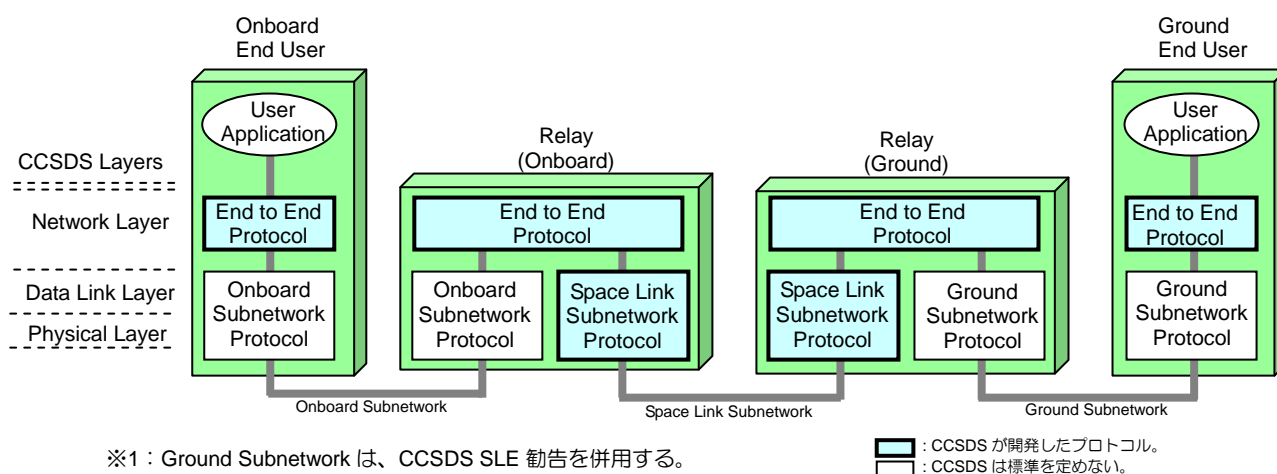 Onboard
End User
Ground
End User
User
Application
User
Application
Relay
(Onboard)
Relay
(Ground)
CCSDS Layers
Network Layer
Data Link Layer
Physical Layer
End to End
Protocol
End to End
Protocol
End to End
Protocol
End to End
Protocol
Onboard
Subnetwork
Protocol
Onboard
Subnetwork
Protocol
Space Link
Subnetwork
Protocol
Space Link
Subnetwork
Protocol
Ground
Subnetwork
Protocol
Ground
Subnetwork
Protocol
Onboard Subnetwork
Space Link Subnetwork
Ground Subnetwork
※1：Ground Subnetwork は、CCSDS SLE 勧告を併用する。
: CCSDS が開発したプロトコル。
: CCSDS は標準を定めない。